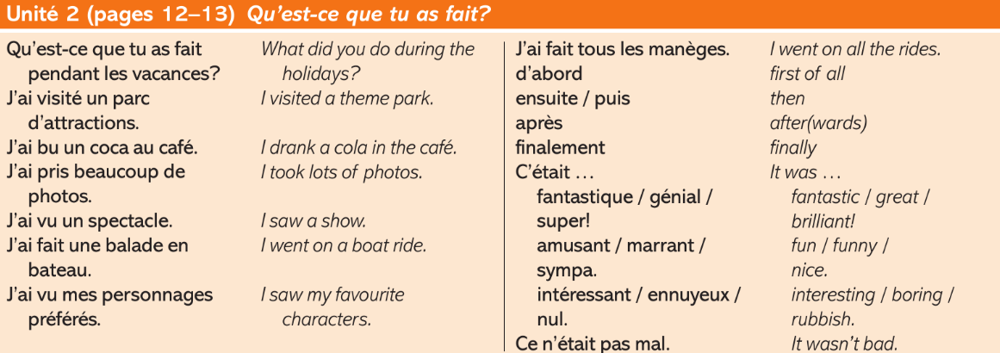 Unité 2 (pages 12–13) Qu’est-ce que tu as fait?
Qu’est-ce que tu as fait What did you do during the
pendant les vacances? holidays?
J’ai visité un parc I visited a theme park.
d’attractions.
J’ai bu un coca au café. I drank a cola in the café.
J’ai pris beaucoup de I took lots of photos.
photos.
J’ai vu un spectacle. I saw a show.
J’ai fait une balade en I went on a boat ride.
bateau.
J’ai vu mes personnages I saw my favourite
préférés. characters.
J’ai fait tous les manèges. I went on all the rides.
d’abord first of all
ensuite / puis then
après after(wards)
finalement finally
C’était … It was …
fantastique / génial / fantastic / great /
super! brilliant!
amusant / marrant / fun / funny /
sympa. nice.
intéressant / ennuyeux / interesting / boring /
nul. rubbish.
Ce n’était pas mal. It wasn’t bad.